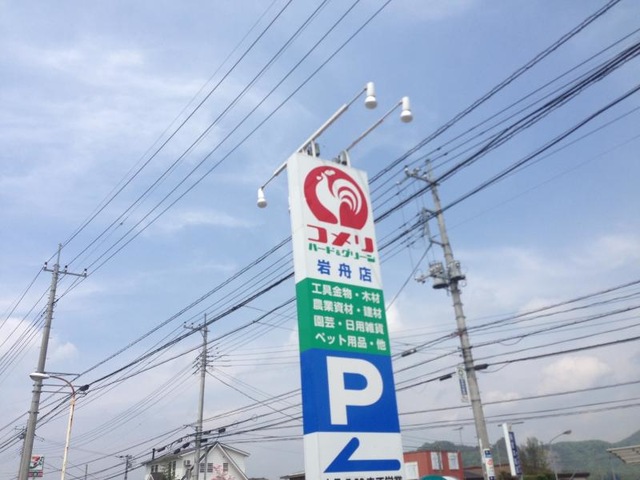 コメリ
ハード&グリーン
岩舟店
工具金物・木材
農業資材・建材
園芸・日用雑貨
ペット用品・他
P